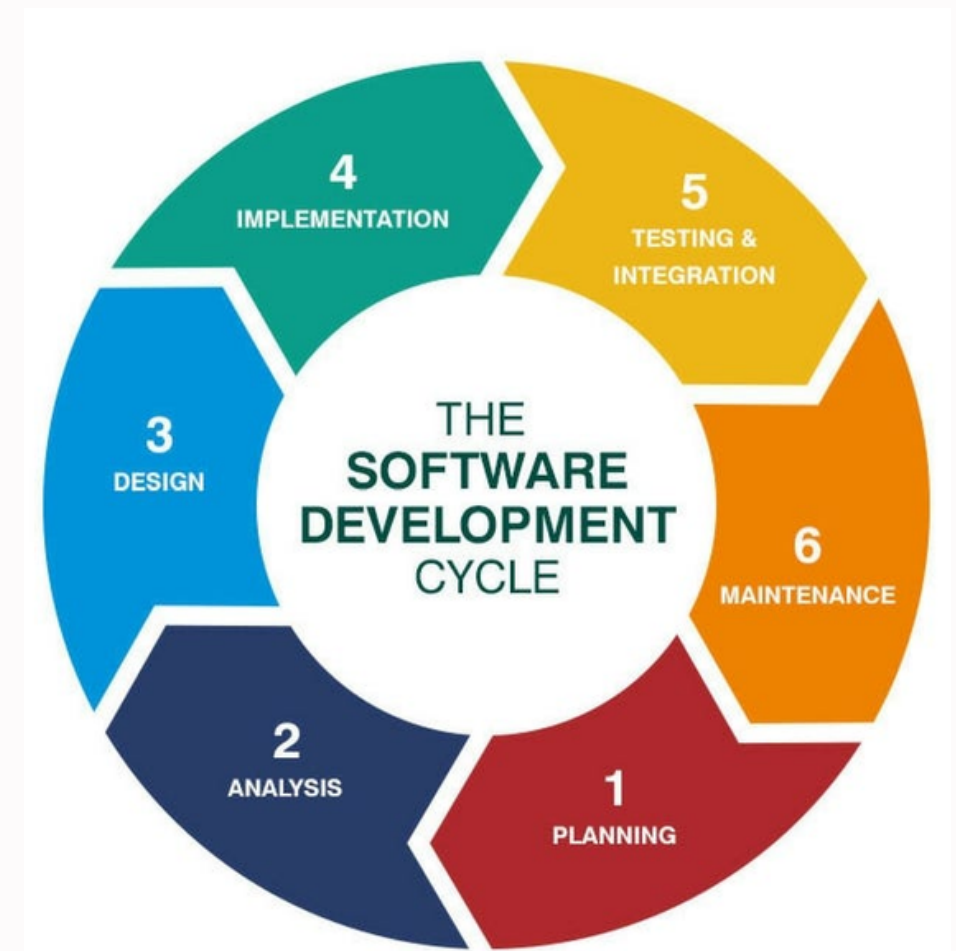 THE
SOFTWARE
DEVELOPMENT
CYCLE
1
PLANNING
2
ANALYSIS
3
DESIGN
4
IMPLEMENTATION
5
TESTING &
INTEGRATION
6
MAINTENANCE